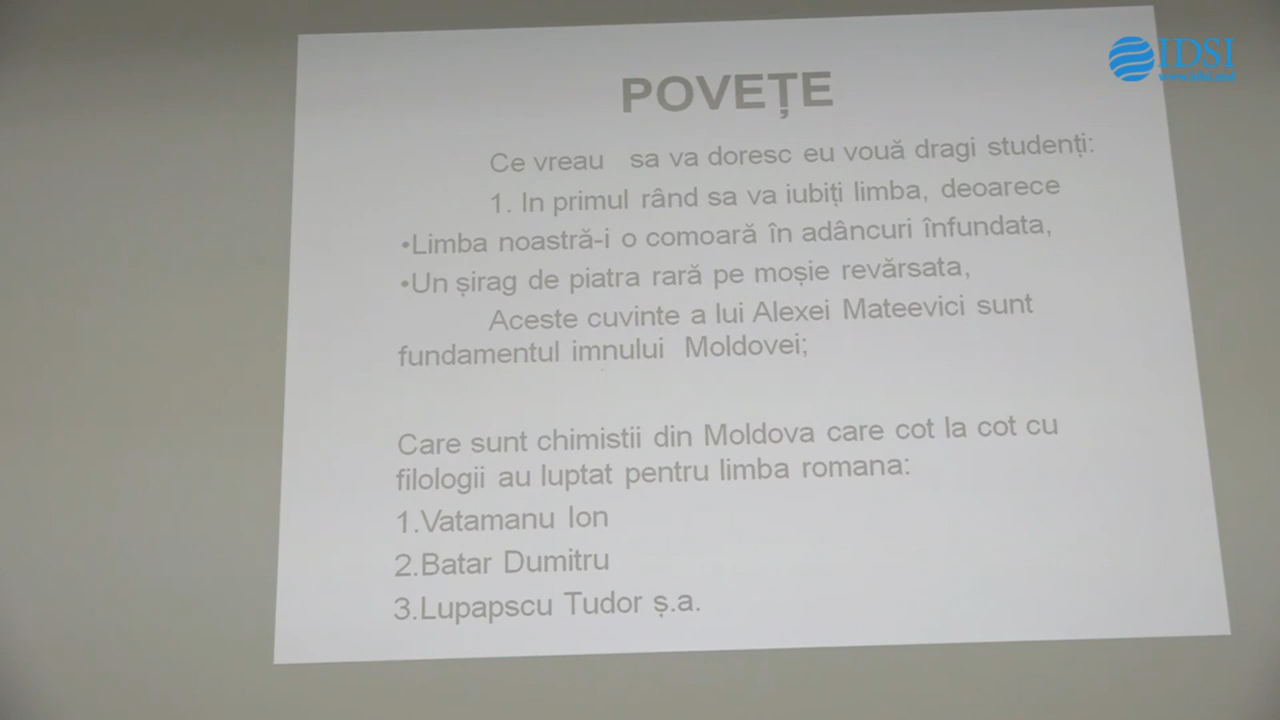 IDSI
www.idsi.md
POVEȚE
Ce vreau sa va doresc eu vouă dragi studenți:
1. In primul rând sa va iubiți limba, deoarece
•Limba noastră-i o comoară în adâncuri înfundata,
•Un șirag de piatra rară pe moșie revărsata,
Aceste cuvinte a lui Alexei Mateevici sunt
fundamentul imnului Moldovei;
Care sunt chimistii din Moldova care cot la cot cu
filologii au luptat pentru limba romana:
1.Vatamanu Ion
2.Batar Dumitru
3.Lupapscu Tudor ș.a.